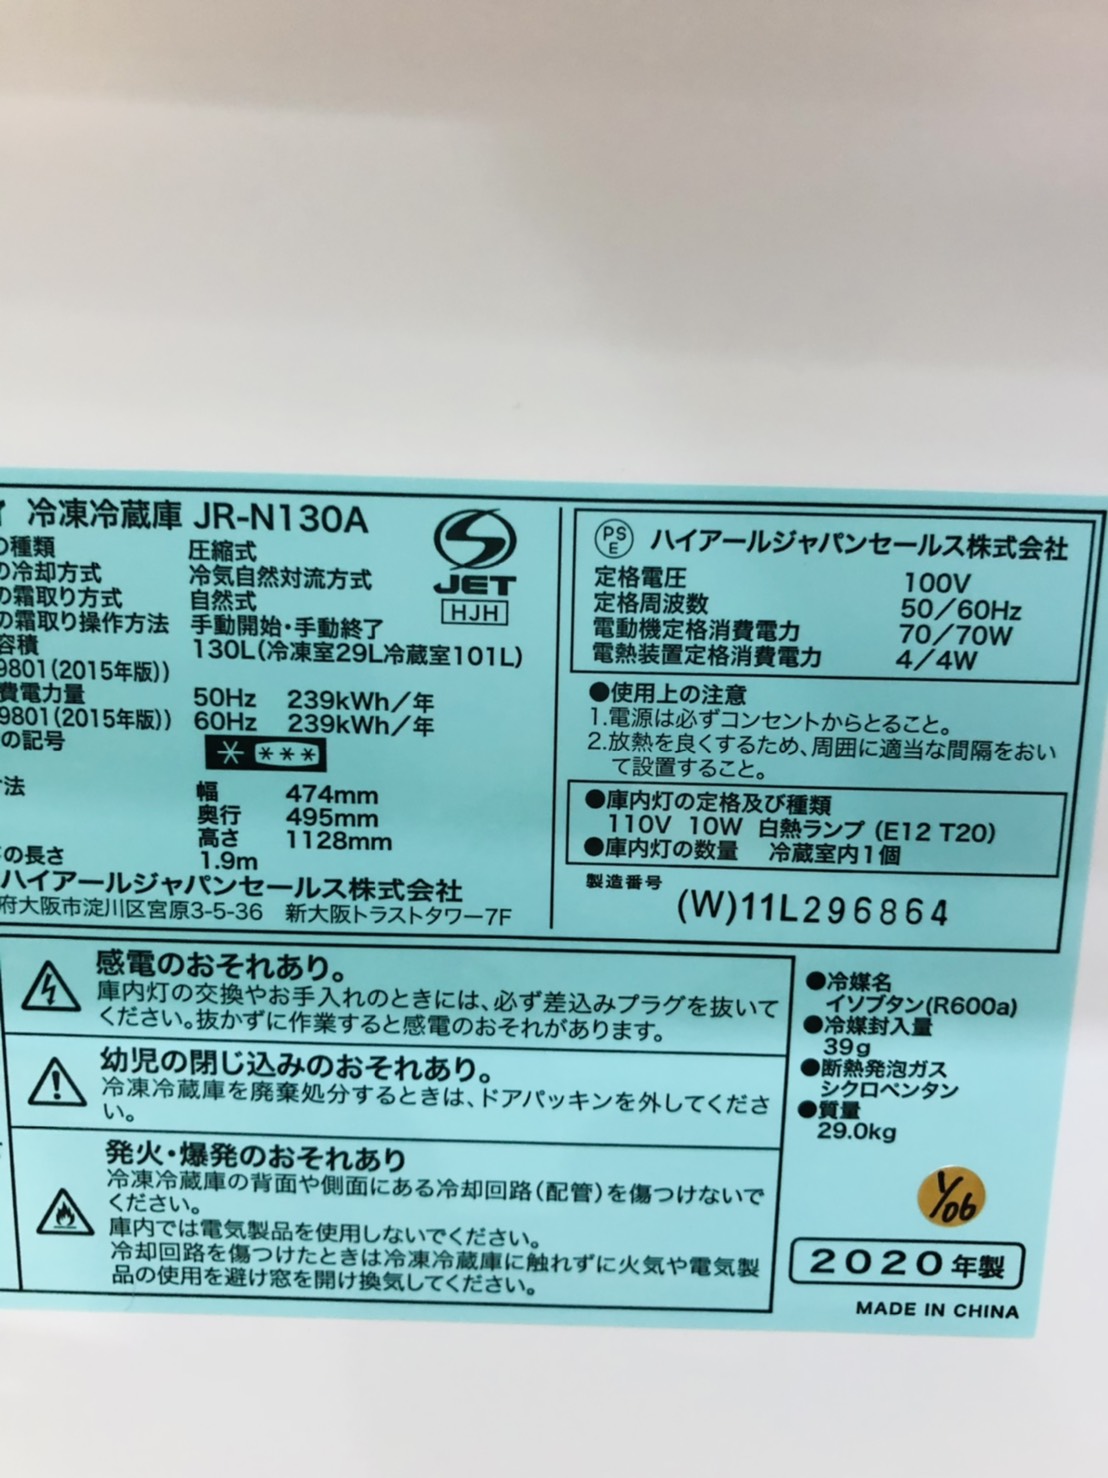 冷凍冷蔵庫 JR-N130A
の種類 圧縮式
の冷却方式 冷気自然対流方式
の霜取り方式 自然式
の霜取り操作方法 手動開始・手動終了
容積 130L(冷凍室29L冷蔵室101L)
9801(2015年版))
費電力量 50Hz 239kWh/年
9801(2015年版)) 60Hz 239kWh/年
の記号 * ***
法 幅 474mm
奥行 495mm
高さ 1128mm
の長さ 1.9m
ハイアールジャパンセールス株式会社
府大阪市淀川区宮原3-5-36 新大阪トラストタワー7F
JET
HJH
PSE ハイアールジャパンセールス株式会社
定格電圧 100V
定格周波数 50/60Hz
電動機定格消費電力 70/70W
電熱装置定格消費電力 4/4W
●使用上の注意
1.電源は必ずコンセントからとること。
2.放熱を良くするため、周囲に適当な間隔をおい
て設置すること。
●庫内灯の定格及び種類
110V 10W 白熱ランプ (E12 T20)
●庫内灯の数量 冷蔵室内1個
製造番号
(W)11L296864
感電のおそれあり。
庫内灯の交換やお手入れのときには、必ず差込みプラグを抜いて
ください。抜かずに作業すると感電のおそれがあります。
幼児の閉じ込みのおそれあり。
冷凍冷蔵庫を廃棄処分するときは、ドアパッキンを外してくださ
い。
発火・爆発のおそれあり
冷凍冷蔵庫の背面や側面にある冷却回路(配管)を傷つけないで
ください。
庫内では電気製品を使用しないでください。
冷却回路を傷つけたときは冷凍冷蔵庫に触れずに火気や電気製
品の使用を避け窓を開け換気してください。
●冷媒名
イソブタン(R600a)
●冷媒封入量
39g
●断熱発泡ガス
シクロペンタン
●質量
29.0kg
1/06
2020年製
MADE IN CHINA